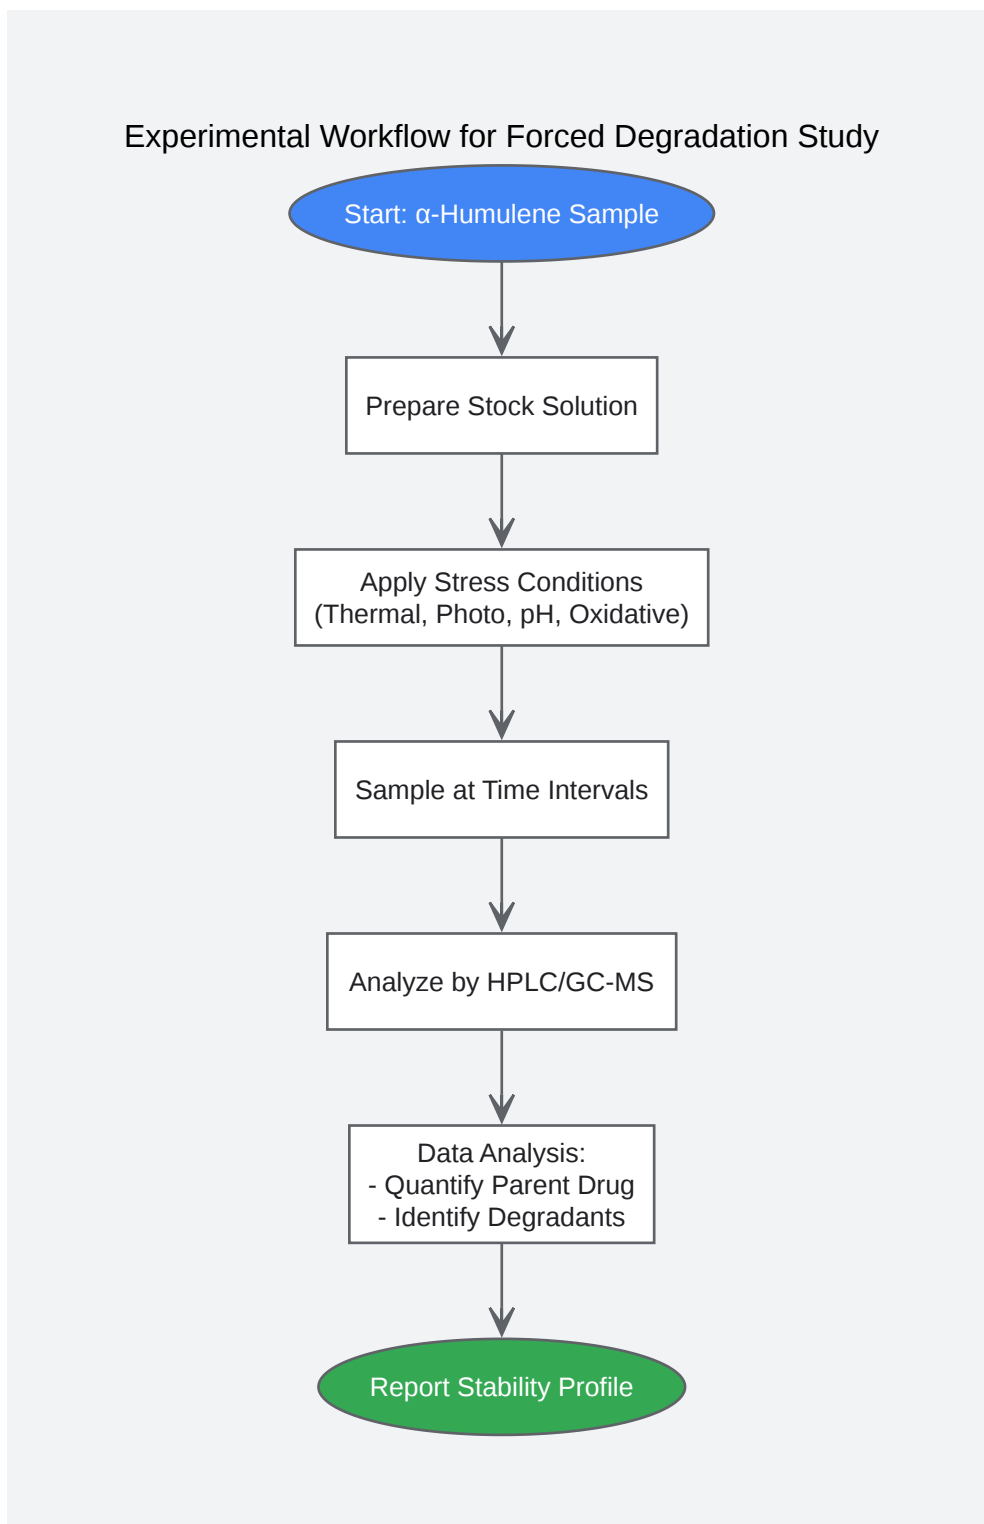 Experimental Workflow for Forced Degradation Study
Start: α-Humulene Sample
Prepare Stock Solution
Apply Stress Conditions
(Thermal, Photo, pH, Oxidative)
Sample at Time Intervals
Analyze by HPLC/GC-MS
Data Analysis:
- Quantify Parent Drug
- Identify Degradants
Report Stability Profile